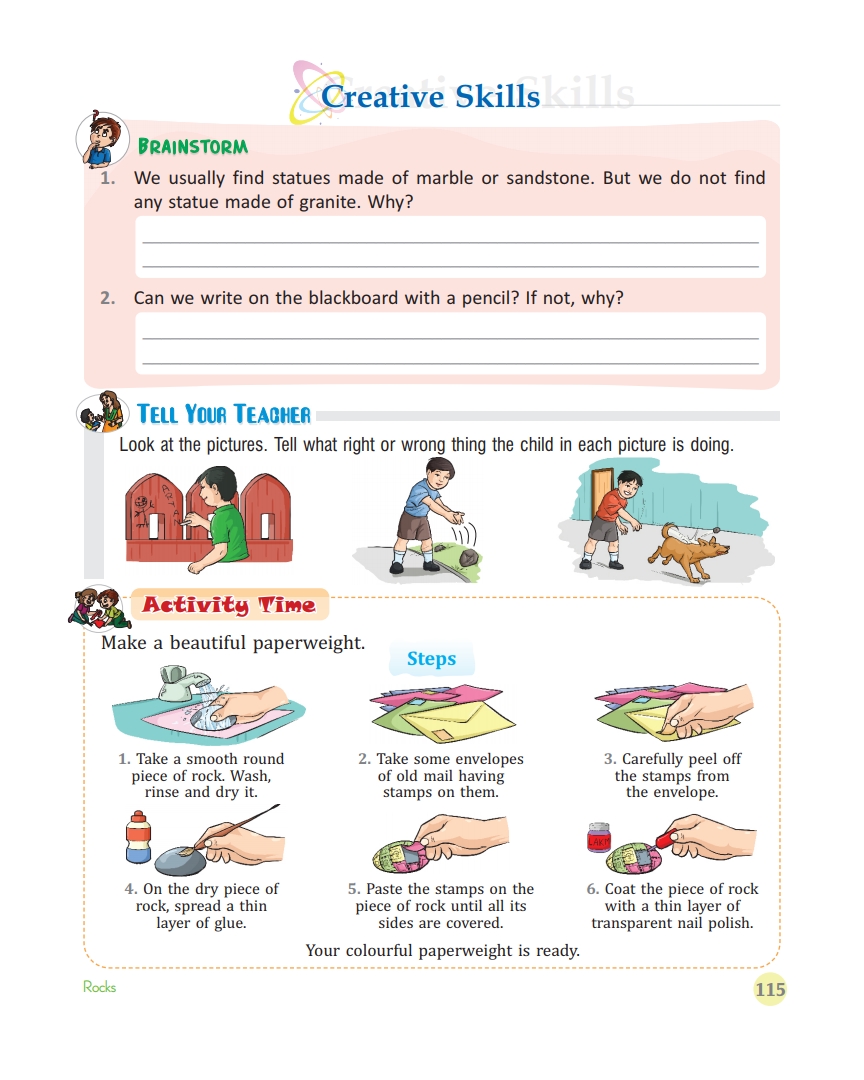 Creative Skills
BRAINSTORM
1. We usually find statues made of marble or sandstone. But we do not find
any statue made of granite. Why?
2. Can we write on the blackboard with a pencil? If not, why?
TELL YOUR TEACHER
Look at the pictures. Tell what right or wrong thing the child in each picture is doing.
Activity Time
Make a beautiful paperweight.
Steps
1. Take a smooth round
piece of rock. Wash,
rinse and dry it.
2. Take some envelopes
of old mail having
stamps on them.
3. Carefully peel off
the stamps from
the envelope.
4. On the dry piece of
rock, spread a thin
layer of glue.
5. Paste the stamps on the
piece of rock until all its
sides are covered.
6. Coat the piece of rock
with a thin layer of
transparent nail polish.
Your colourful paperweight is ready.
Rocks
115